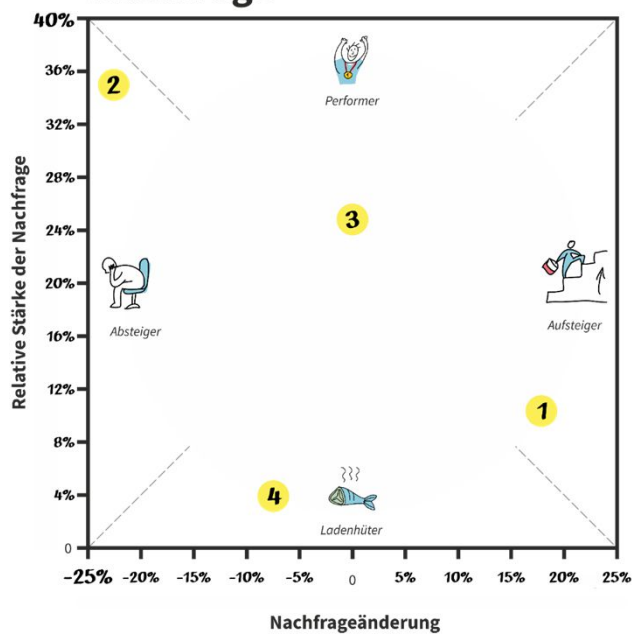 40%
36%
2
Performer
32%
28%
3
24%
20%
Absteiger
Aufsteiger
16%
12%
1
8%
4%
4
Ladenhüter
0
-25% -20% -15% -10% -5% 0 5% 10% 15% 20% 25%
Relative Stärke der Nachfrage
Nachfrageänderung